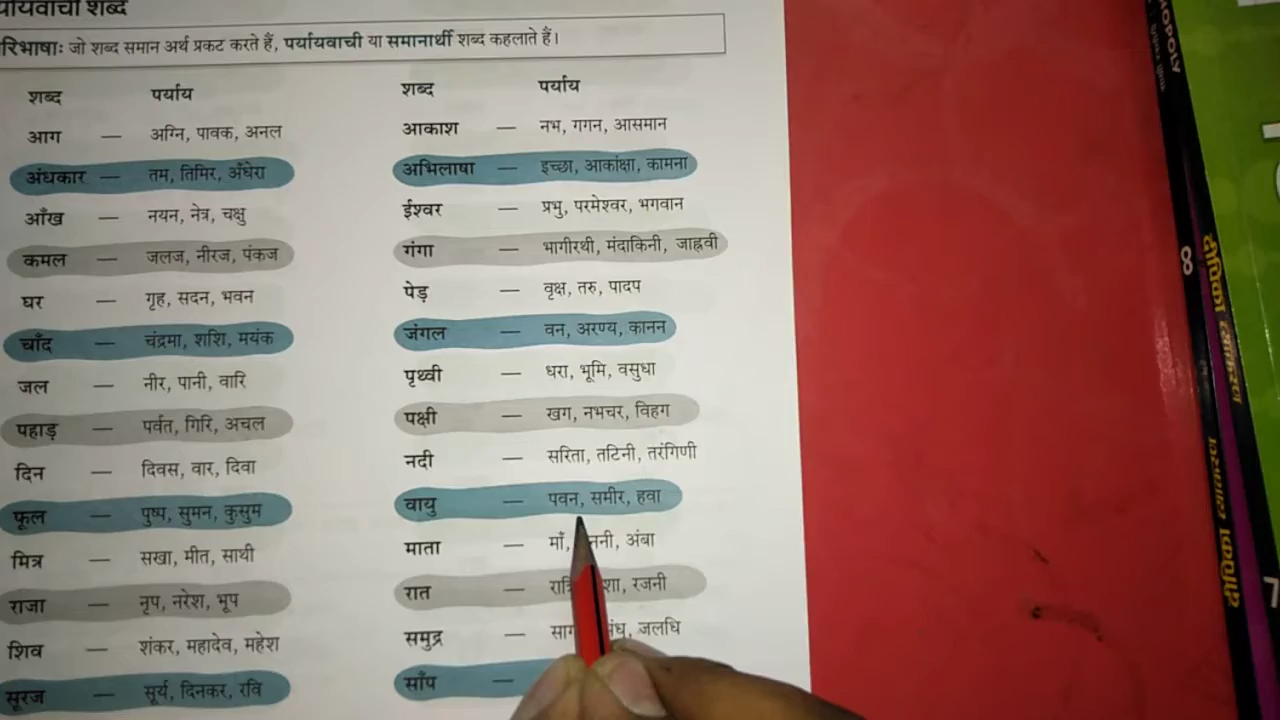 पर्यायवाची शब्द
परिभाषाः जो शब्द समान अर्थ प्रकट करते हैं, पर्यायवाची या समानार्थी शब्द कहलाते हैं।
शब्द पर्याय शब्द पर्याय
आग — अग्नि, पावक, अनल आकाश — नभ, गगन, आसमान
अंधकार — तम, तिमिर, अँधेरा अभिलाषा — इच्छा, आकांक्षा, कामना
आँख — नयन, नेत्र, चक्षु ईश्वर — प्रभु, परमेश्वर, भगवान
कमल — जलज, नीरज, पंकज गंगा — भागीरथी, मंदाकिनी, जाह्नवी
घर — गृह, सदन, भवन पेड़ — वृक्ष, तरु, पादप
चाँद — चंद्रमा, शशि, मयंक जंगल — वन, अरण्य, कानन
जल — नीर, पानी, वारि पृथ्वी — धरा, भूमि, वसुधा
पहाड़ — पर्वत, गिरि, अचल पक्षी — खग, नभचर, विहग
दिन — दिवस, वार, दिवा नदी — सरिता, तटिनी, तरंगिणी
फूल — पुष्प, सुमन, कुसुम वायु — पवन, समीर, हवा
मित्र — सखा, मीत, साथी माता — माँ, अंबा
राजा — नृप, नरेश, भूप रात — रजनी
शिव — शंकर, महादेव, महेश समुद्र — जलधि
सूरज — सूर्य, दिनकर, रवि साँप —
8
दीपिका व्याकरण
दीपिका व्याकरण
7